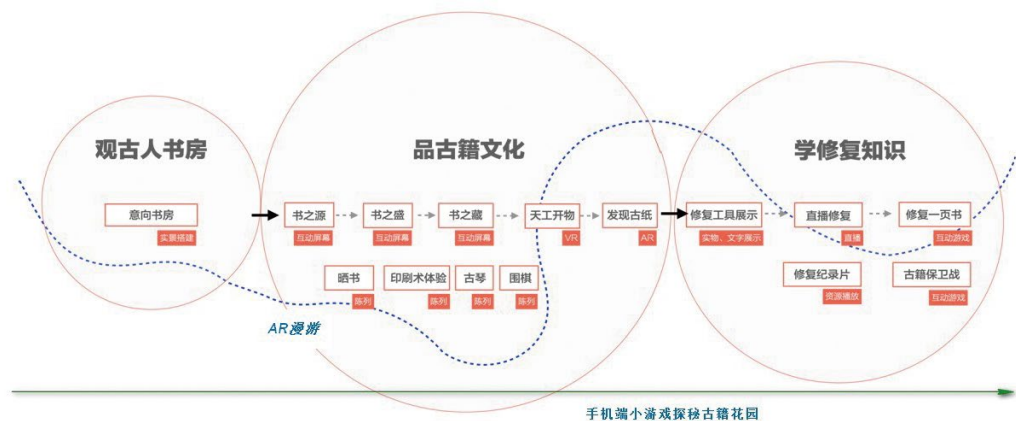 观古人书房
品古籍文化
学修复知识
意向书房
实景搭建
书之源
互动屏幕
书之盛
互动屏幕
书之藏
互动屏幕
天工开物
VR
发现古纸
AR
修复工具展示
实物、文字展示
直播修复
直播
修复一页书
互动游戏
晒书
陈列
印刷术体验
陈列
古琴
陈列
围棋
陈列
修复纪录片
资源播放
古籍保卫战
互动游戏
AR漫游
手机端小游戏探秘古籍花园